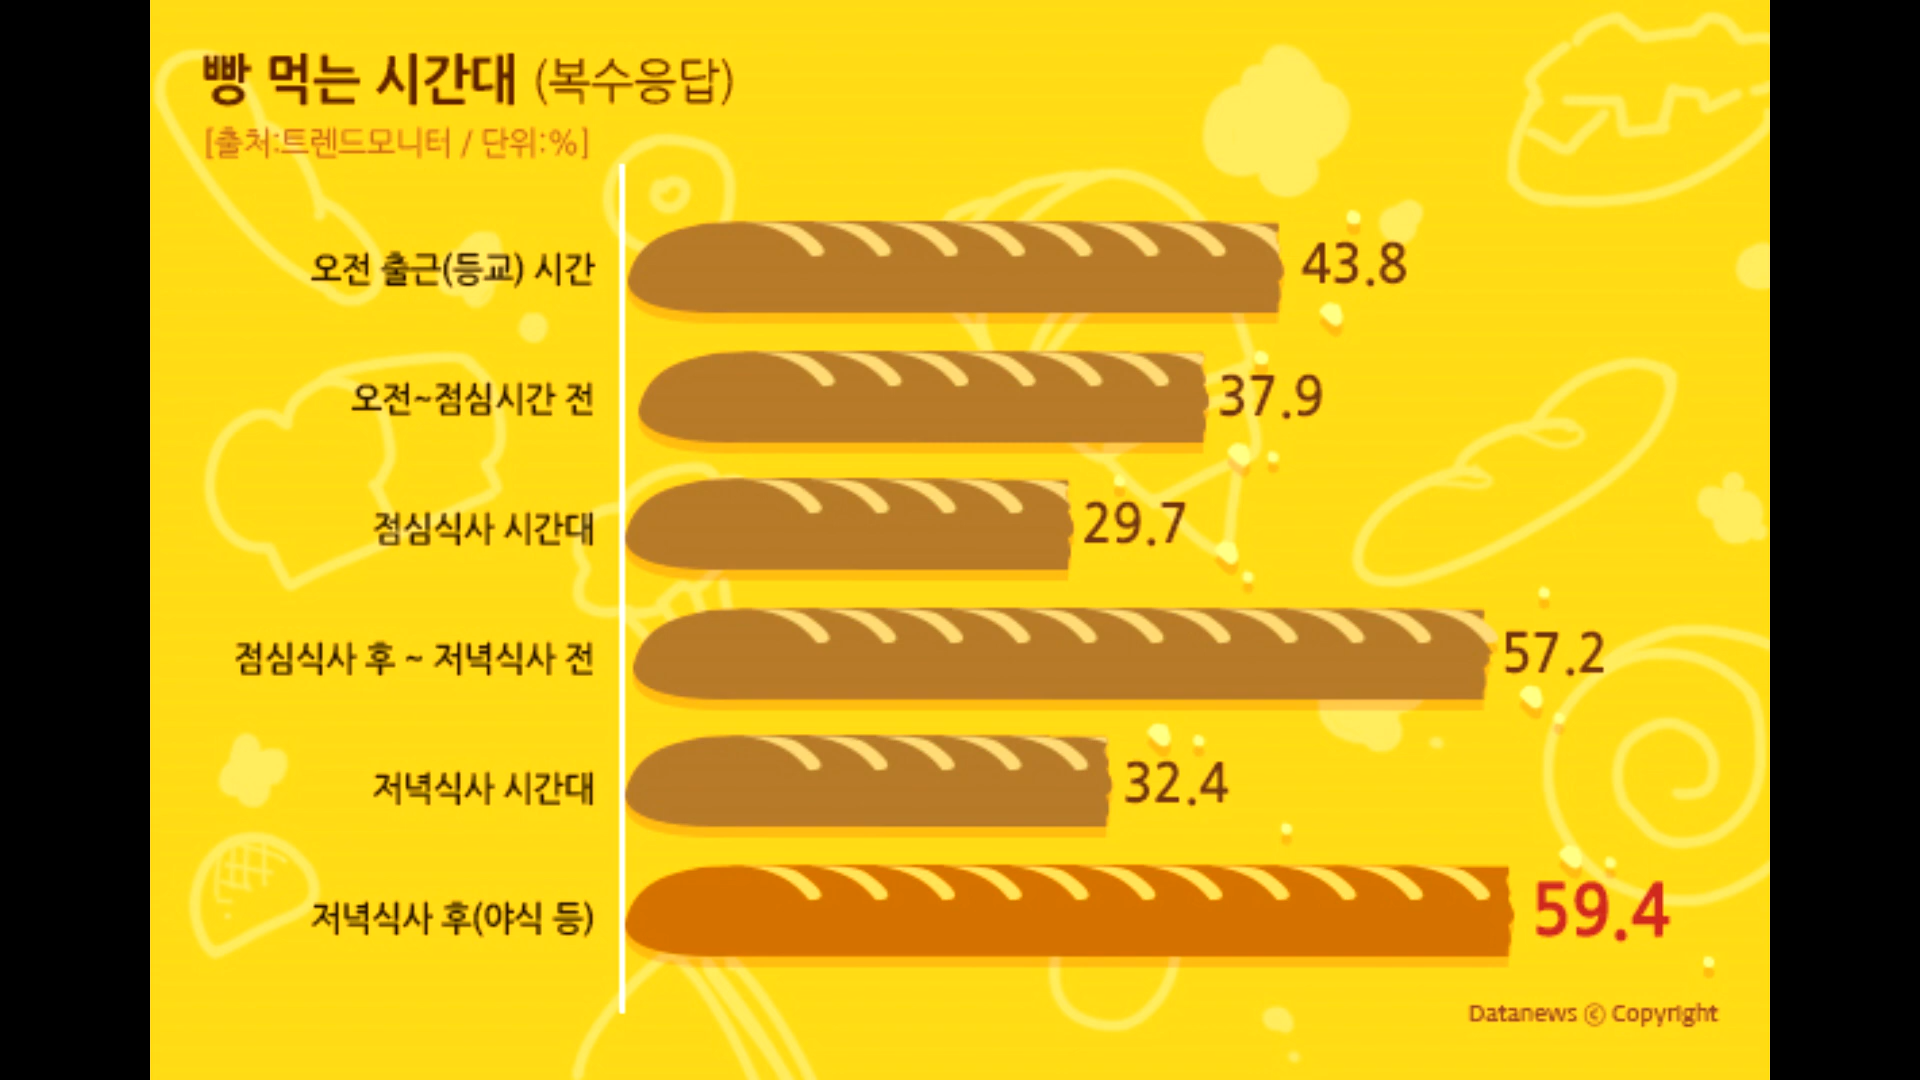 빵 먹는 시간대 (복수응답)
[출처:트렌드모니터 / 단위:%]
오전 출근(등교) 시간 43.8
오전~점심시간 전 37.9
점심식사 시간대 29.7
점심식사 후 ~ 저녁식사 전 57.2
저녁식사 시간대 32.4
저녁식사 후(야식 등) 59.4
Datanews ⓒ Copyright